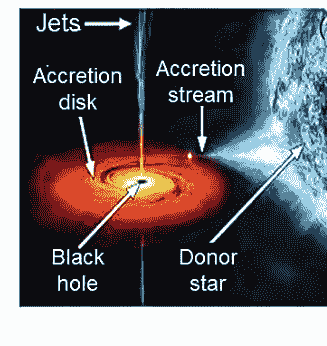 Jets
Accretion
disk
Accretion
stream
Black
hole
Donor
star